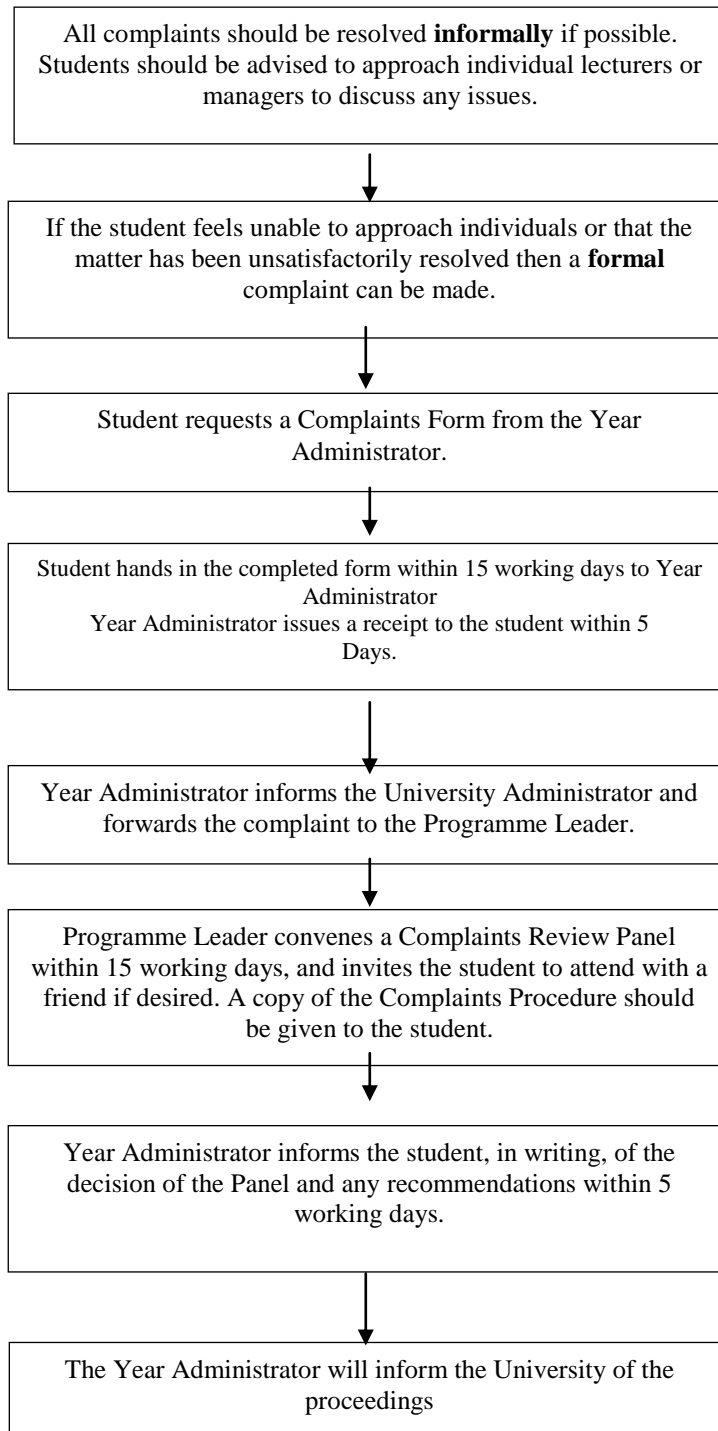 All complaints should be resolved informally if possible.
Students should be advised to approach individual lecturers or
managers to discuss any issues.
If the student feels unable to approach individuals or that the
matter has been unsatisfactorily resolved then a formal
complaint can be made.
Student requests a Complaints Form from the Year
Administrator.
Student hands in the completed form within 15 working days to Year
Administrator
Year Administrator issues a receipt to the student within 5
Days.
Year Administrator informs the University Administrator and
forwards the complaint to the Programme Leader.
Programme Leader convenes a Complaints Review Panel
within 15 working days, and invites the student to attend with a
friend if desired. A copy of the Complaints Procedure should
be given to the student.
Year Administrator informs the student, in writing, of the
decision of the Panel and any recommendations within 5
working days.
The Year Administrator will inform the University of the
proceedings